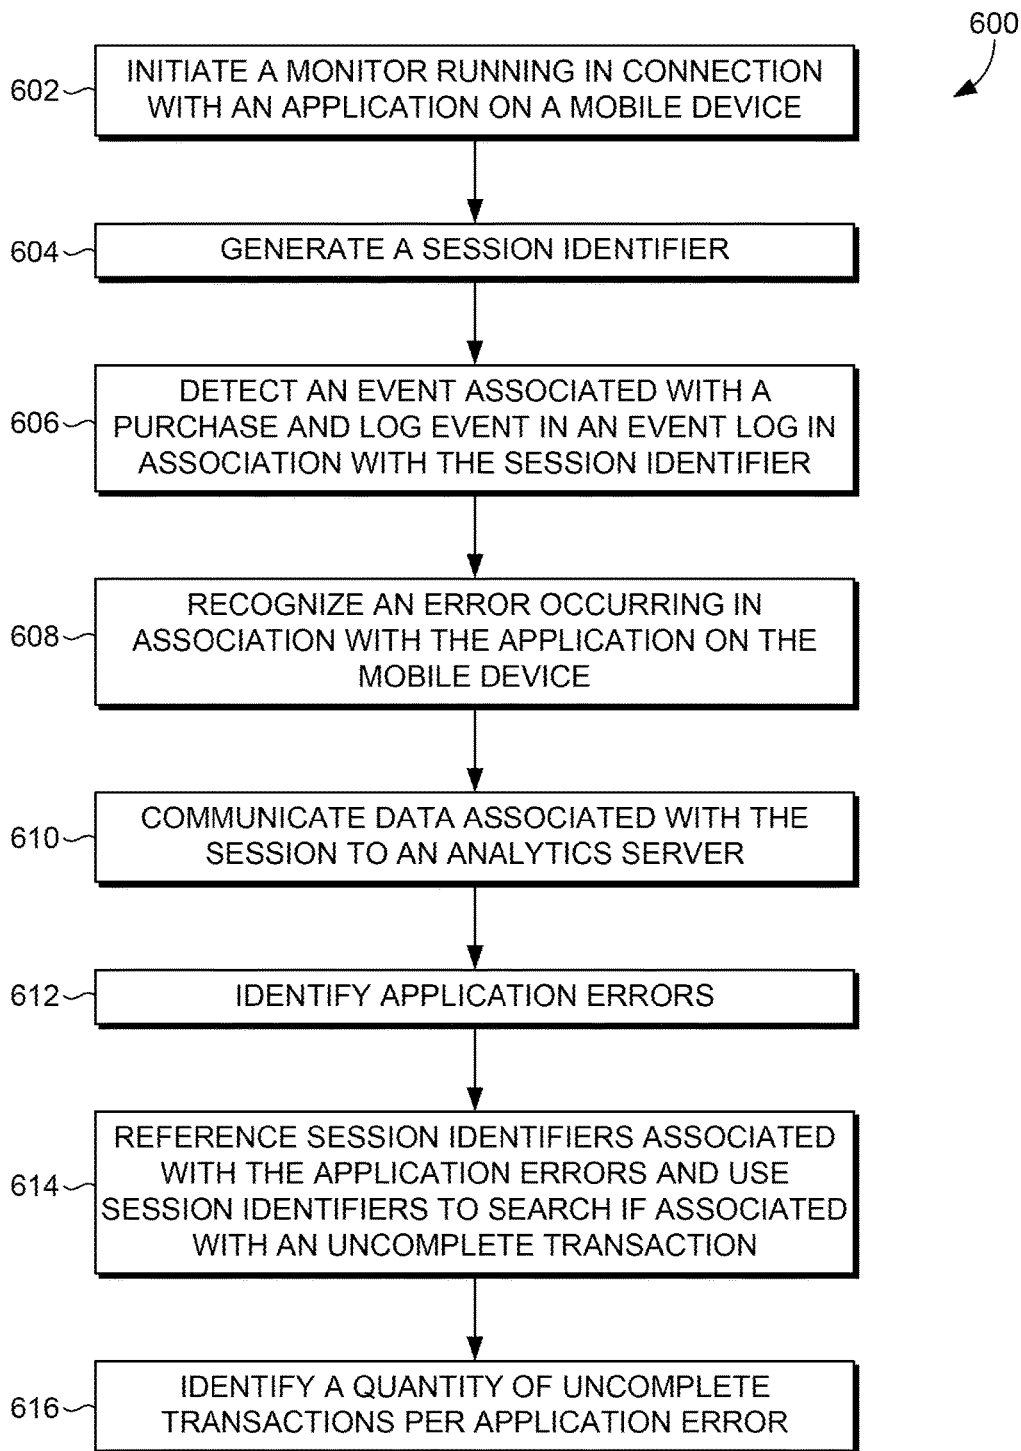 600
602
INITIATE A MONITOR RUNNING IN CONNECTION
WITH AN APPLICATION ON A MOBILE DEVICE
604
GENERATE A SESSION IDENTIFIER
606
DETECT AN EVENT ASSOCIATED WITH A
PURCHASE AND LOG EVENT IN AN EVENT LOG IN
ASSOCIATION WITH THE SESSION IDENTIFIER
608
RECOGNIZE AN ERROR OCCURRING IN
ASSOCIATION WITH THE APPLICATION ON THE
MOBILE DEVICE
610
COMMUNICATE DATA ASSOCIATED WITH THE
SESSION TO AN ANALYTICS SERVER
612
IDENTIFY APPLICATION ERRORS
614
REFERENCE SESSION IDENTIFIERS ASSOCIATED
WITH THE APPLICATION ERRORS AND USE
SESSION IDENTIFIERS TO SEARCH IF ASSOCIATED
WITH AN UNCOMPLETE TRANSACTION
616
IDENTIFY A QUANTITY OF UNCOMPLETE
TRANSACTIONS PER APPLICATION ERROR